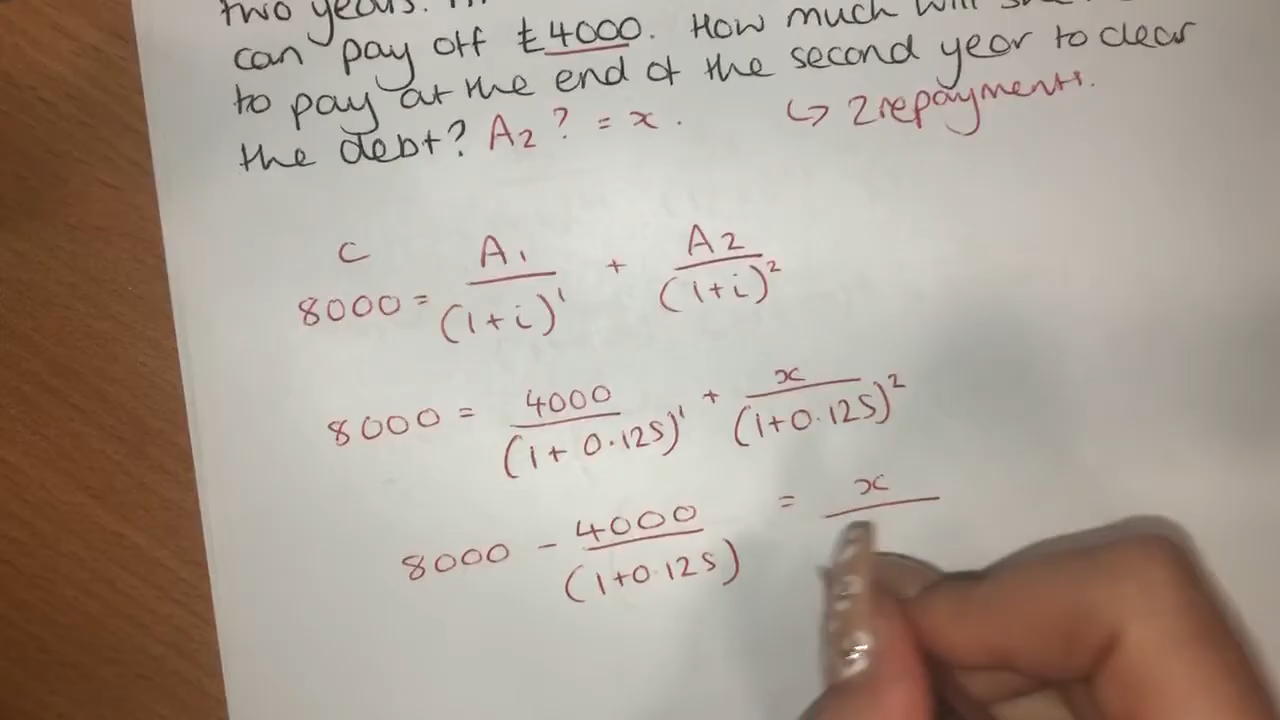 two years.
can pay off £4000. How much will
to pay at the end of the second year to clear
the debt? A2? = x. ↳ 2 repayments.
C
8000 = A1/(1+i)^1 + A2/(1+i)^2
8000 = 4000/(1+0.125)^1 + x/(1+0.125)^2
8000 - 4000/(1+0.125) = x